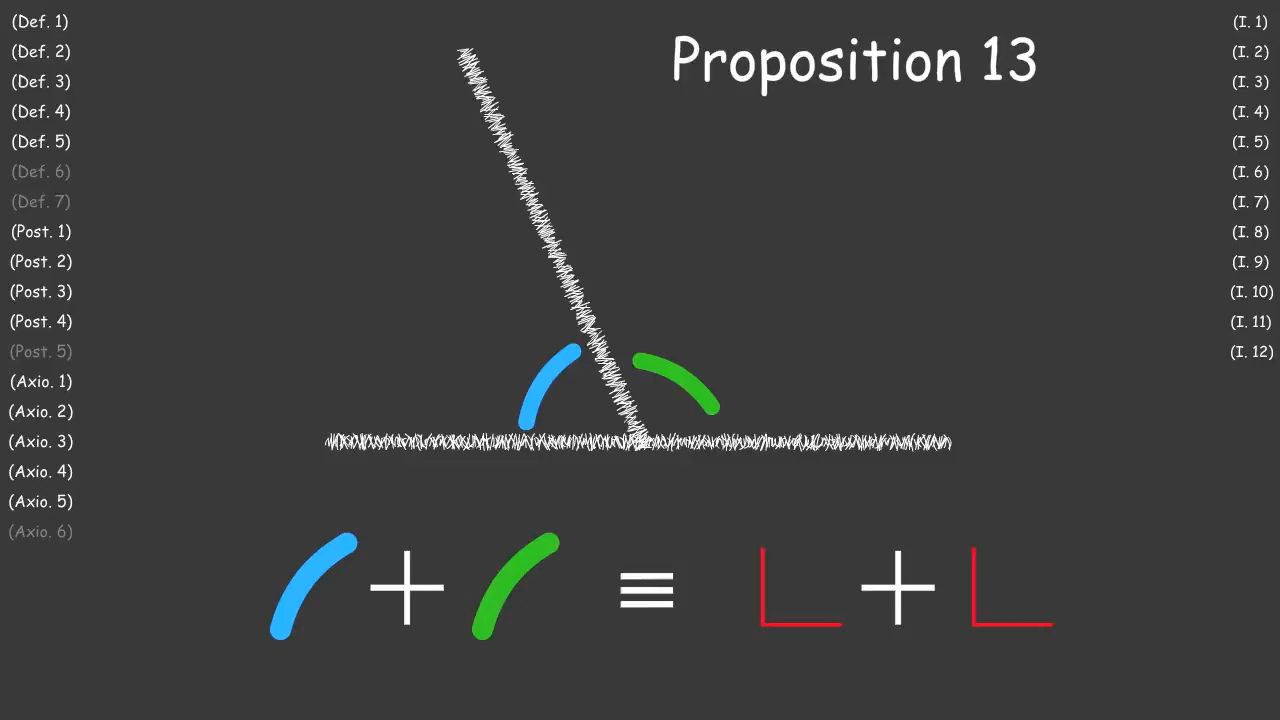 Proposition 13
(Def. 1)
(Def. 2)
(Def. 3)
(Def. 4)
(Def. 5)
(Def. 6)
(Def. 7)
(Post. 1)
(Post. 2)
(Post. 3)
(Post. 4)
(Post. 5)
(Axio. 1)
(Axio. 2)
(Axio. 3)
(Axio. 4)
(Axio. 5)
(Axio. 6)
(I. 1)
(I. 2)
(I. 3)
(I. 4)
(I. 5)
(I. 6)
(I. 7)
(I. 8)
(I. 9)
(I. 10)
(I. 11)
(I. 12)
+ ≡ +